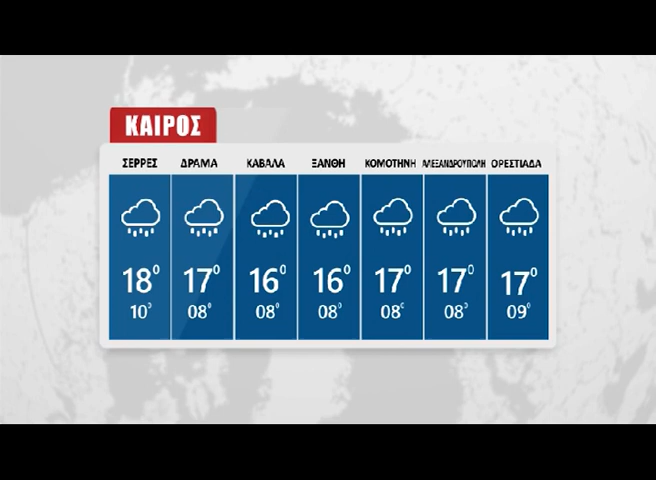 ΚΑΙΡΟΣ
ΣΕΡΡΕΣ ΔΡΑΜΑ ΚΑΒΑΛΑ ΞΑΝΘΗ ΚΟΜΟΤΗΝΗ ΑΛΕΞΑΝΔΡΟΥΠΟΛΗ ΟΡΕΣΤΙΑΔΑ
18° 17° 16° 16° 17° 17° 17°
10° 08° 08° 08° 08° 08° 09°